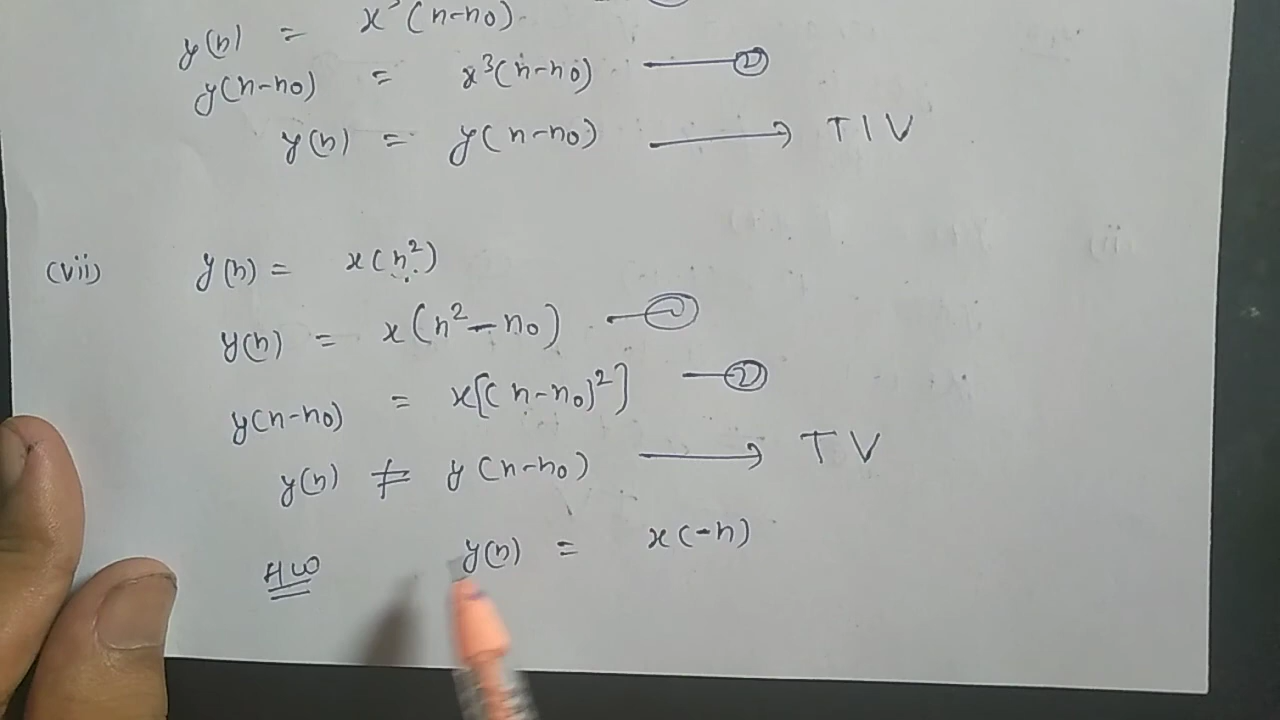 y(n) = x³(n-n₀)
y(n-n₀) = x³(n-n₀) — ②
y(n) = y(n-n₀) → TIV
(vii) y(n) = x(n²)
y(n) = x(n²-n₀) —
y(n-n₀) = x[(n-n₀)²] — ②
y(n) ≠ y(n-n₀) → TV
HW y(n) = x(-n)